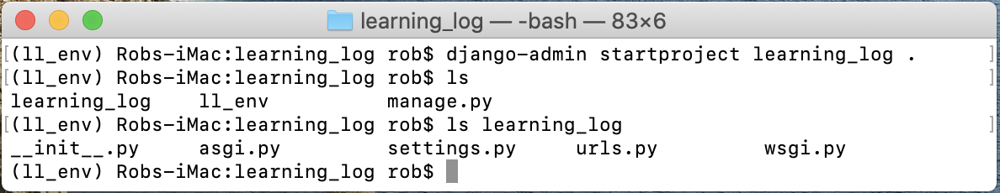 learning_log — -bash — 83×6
(ll_env) Robs-iMac:learning_log rob$ django-admin startproject learning_log .
(ll_env) Robs-iMac:learning_log rob$ ls
learning_log    ll_env          manage.py
(ll_env) Robs-iMac:learning_log rob$ ls learning_log
__init__.py     asgi.py         settings.py     urls.py         wsgi.py
(ll_env) Robs-iMac:learning_log rob$